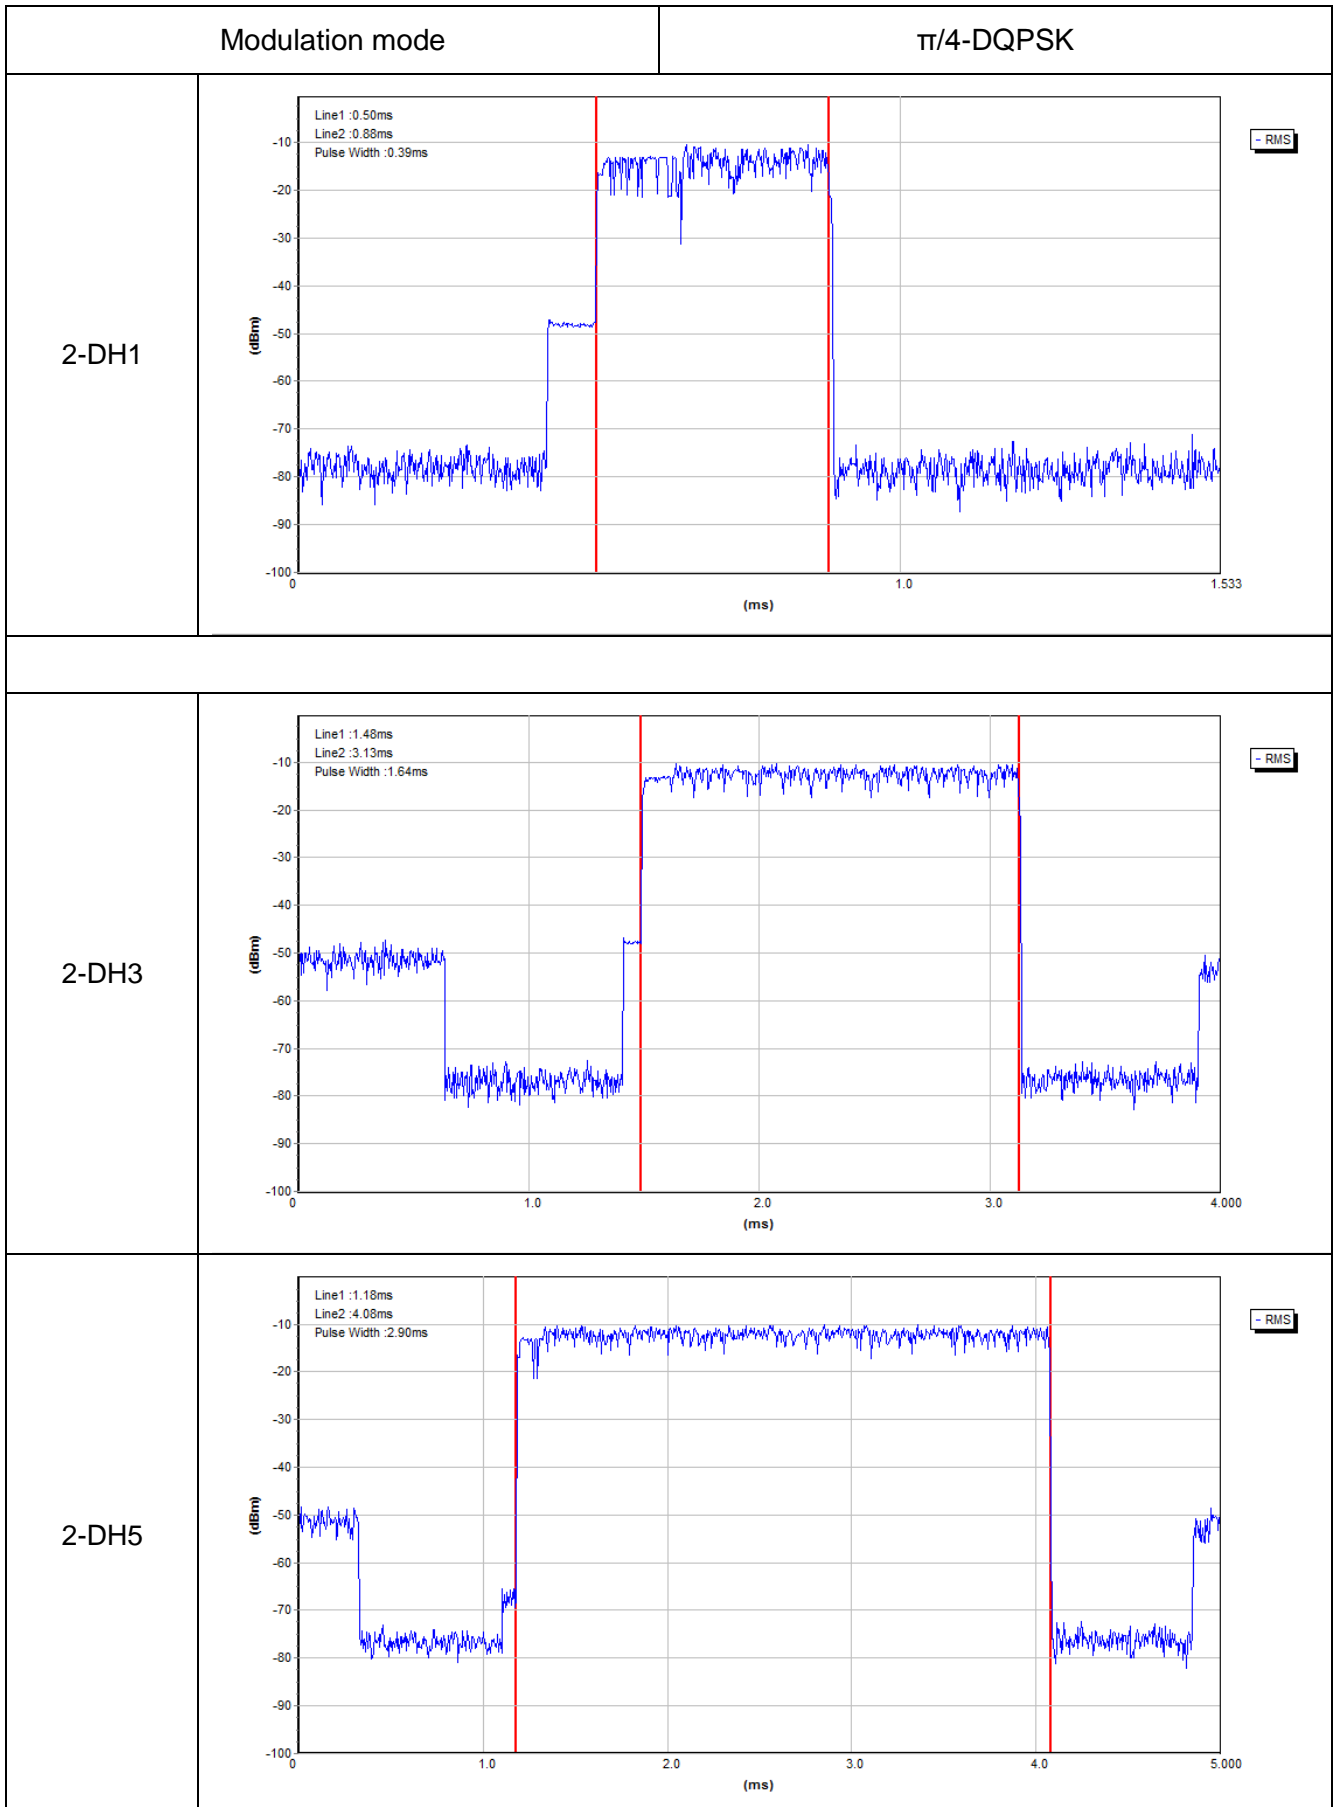 Modulation mode π/4-DQPSK
2-DH1
Line1 :0.50ms
Line2 :0.88ms
Pulse Width :0.39ms
- RMS
-10
-20
-30
-40
-50
-60
-70
-80
-90
-100
(dBm)
0 1.0 1.533
(ms)
2-DH3
Line1 :1.48ms
Line2 :3.13ms
Pulse Width :1.64ms
- RMS
-10
-20
-30
-40
-50
-60
-70
-80
-90
-100
(dBm)
0 1.0 2.0 3.0 4.000
(ms)
2-DH5
Line1 :1.18ms
Line2 :4.08ms
Pulse Width :2.90ms
- RMS
-10
-20
-30
-40
-50
-60
-70
-80
-90
-100
(dBm)
0 1.0 2.0 3.0 4.0 5.000
(ms)